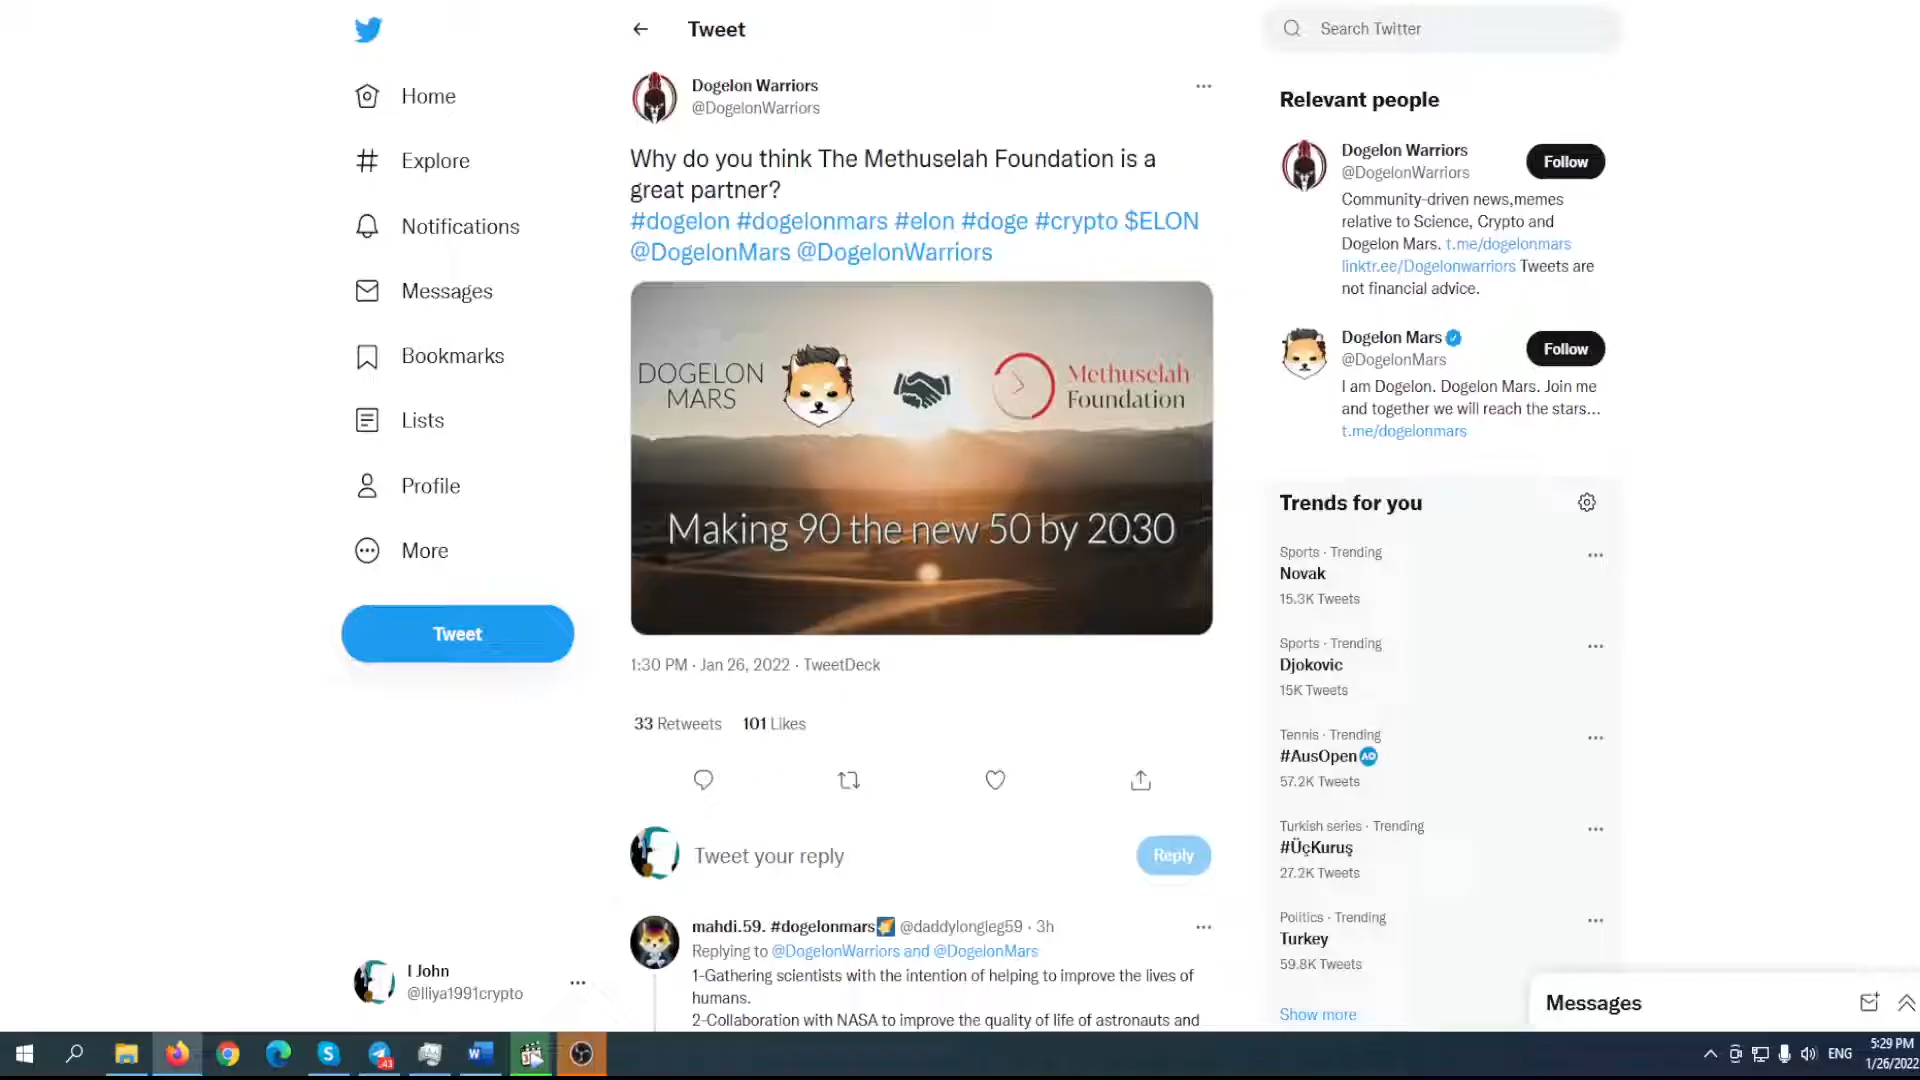 Home
Explore
Notifications
Messages
Bookmarks
Lists
Profile
More
Tweet
I John
@Iliya1991crypto
Tweet
Dogelon Warriors
@DogelonWarriors
Why do you think The Methuselah Foundation is a
great partner?
#dogelon #dogelonmars #elon #doge #crypto $ELON
@DogelonMars @DogelonWarriors
DOGELON
MARS
Methuselah
Foundation
Making 90 the new 50 by 2030
1:30 PM · Jan 26, 2022 · TweetDeck
33 Retweets 101 Likes
Tweet your reply
Reply
mahdi.59. #dogelonmars @daddylongleg59 · 3h
Replying to @DogelonWarriors and @DogelonMars
1-Gathering scientists with the intention of helping to improve the lives of
humans.
2-Collaboration with NASA to improve the quality of life of astronauts and
Search Twitter
Relevant people
Dogelon Warriors
@DogelonWarriors
Follow
Community-driven news,memes
relative to Science, Crypto and
Dogelon Mars. t.me/dogelonmars
linktr.ee/Dogelonwarriors Tweets are
not financial advice.
Dogelon Mars
@DogelonMars
Follow
I am Dogelon. Dogelon Mars. Join me
and together we will reach the stars...
t.me/dogelonmars
Trends for you
Sports · Trending
Novak
15.3K Tweets
Sports · Trending
Djokovic
15K Tweets
Tennis · Trending
#AusOpen
57.2K Tweets
Turkish series · Trending
#ÜçKuruş
27.2K Tweets
Politics · Trending
Turkey
59.8K Tweets
Show more
Messages
43
ENG
5:29 PM
1/26/2022